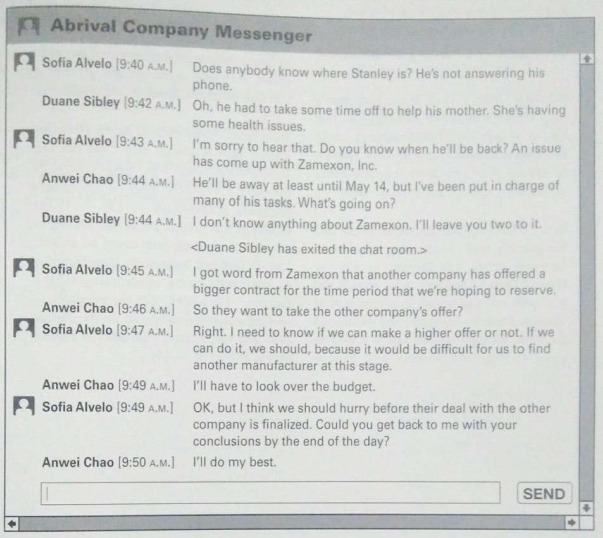 Abrival Company Messenger
Sofia Alvelo [9:40 A.M.] Does anybody know where Stanley is? He's not answering his
phone.
Duane Sibley [9:42 A.M.] Oh, he had to take some time off to help his mother. She's having
some health issues.
Sofia Alvelo [9:43 A.M.] I'm sorry to hear that. Do you know when he'll be back? An issue
has come up with Zamexon, Inc.
Anwei Chao [9:44 A.M.] He'll be away at least until May 14, but I've been put in charge of
many of his tasks. What's going on?
Duane Sibley [9:44 A.M.] I don't know anything about Zamexon. I'll leave you two to it.
<Duane Sibley has exited the chat room.>
Sofia Alvelo [9:45 A.M.] I got word from Zamexon that another company has offered a
bigger contract for the time period that we're hoping to reserve.
Anwei Chao [9:46 A.M.] So they want to take the other company's offer?
Sofia Alvelo [9:47 A.M.] Right. I need to know if we can make a higher offer or not. If we
can do it, we should, because it would be difficult for us to find
another manufacturer at this stage.
Anwei Chao [9:49 A.M.] I'll have to look over the budget.
Sofia Alvelo [9:49 A.M.] OK, but I think we should hurry before their deal with the other
company is finalized. Could you get back to me with your
conclusions by the end of the day?
Anwei Chao [9:50 A.M.] I'll do my best.
SEND